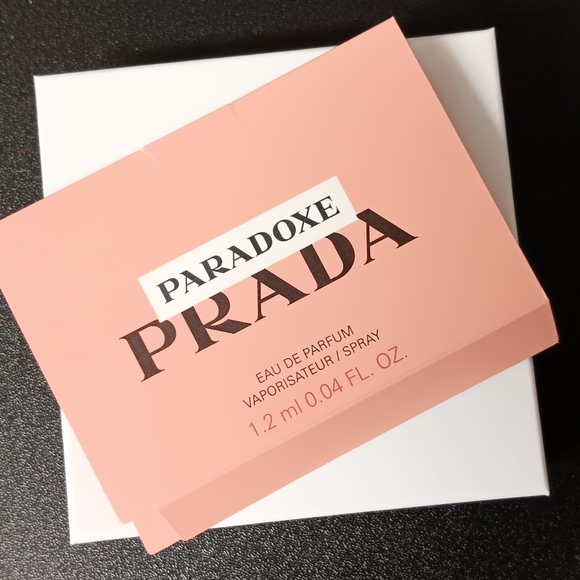 PARADOXE
PRADA
EAU DE PARFUM
VAPORISATEUR / SPRAY
1.2 ml 0.04 FL. OZ.